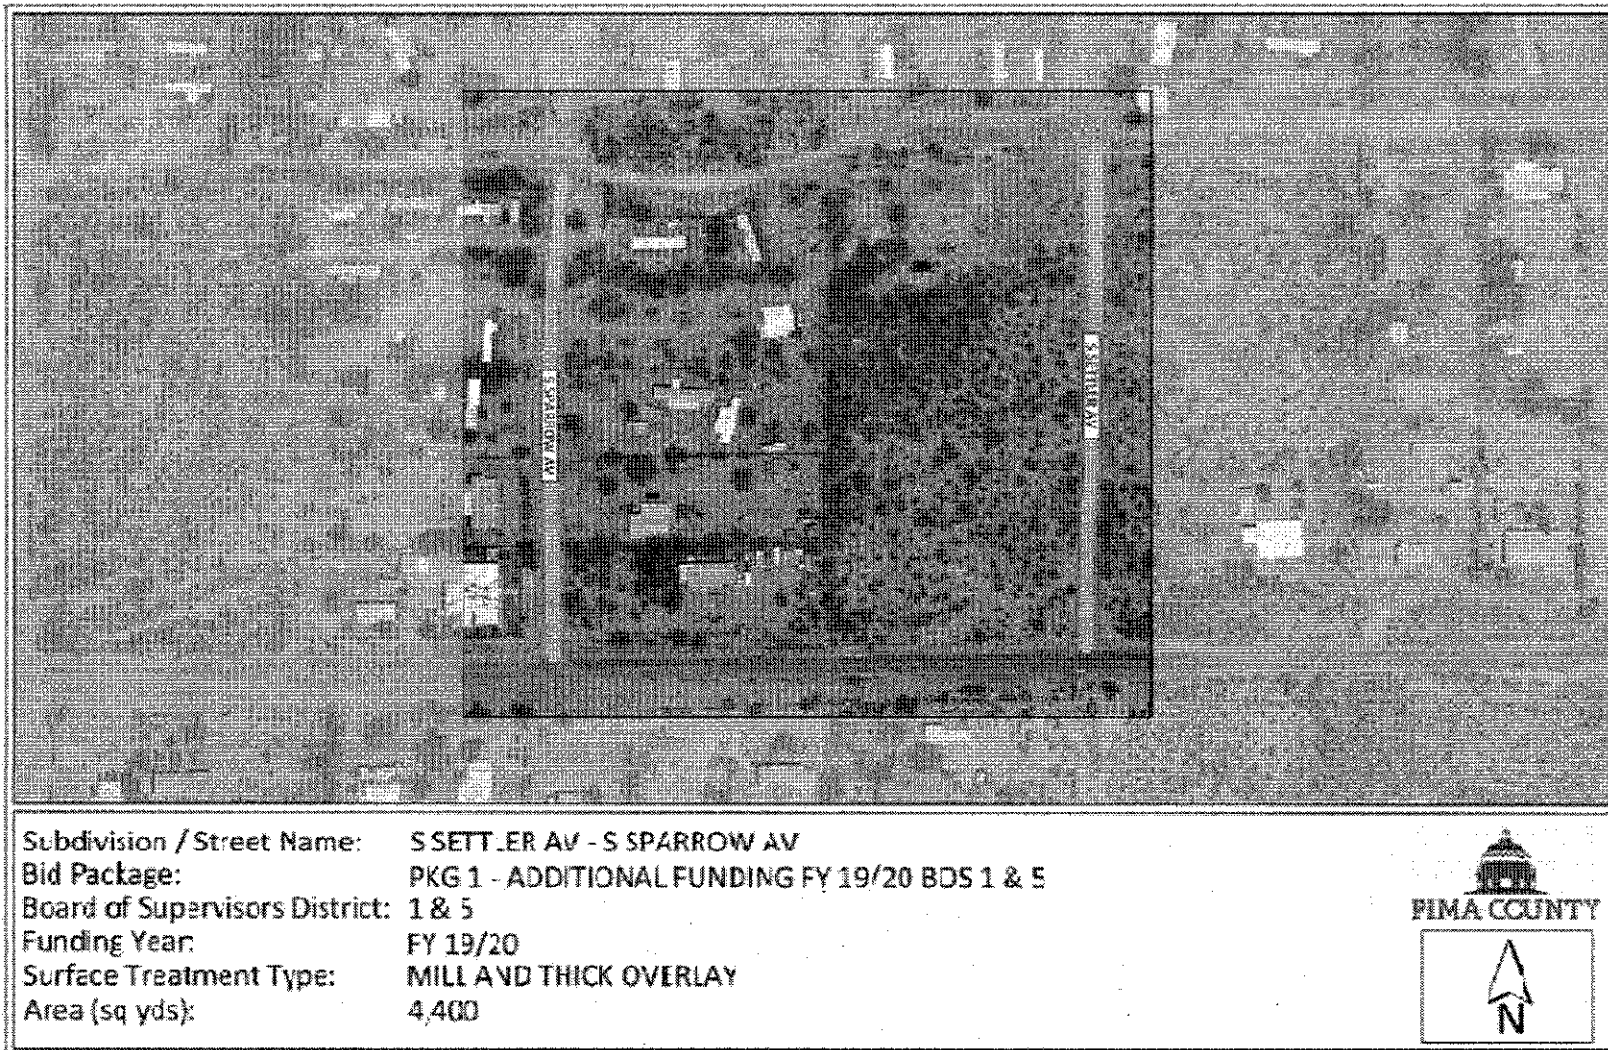 S SPARROW AV
S SETTLER AV
Subdivision / Street Name: S SETTLER AV - S SPARROW AV
Bid Package: PKG 1 - ADDITIONAL FUNDING FY 19/20 BOS 1 & 5
Board of Supervisors District: 1 & 5
Funding Year: FY 19/20
Surface Treatment Type: MILL AND THICK OVERLAY
Area (sq yds): 4,400
PIMA COUNTY
N